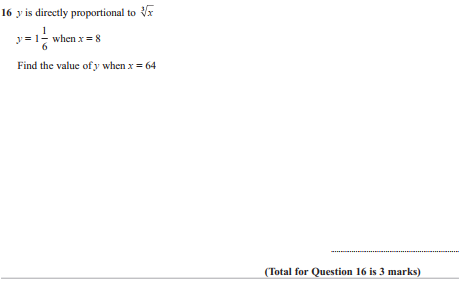 16 y is directly proportional to ∛x
y = 1 1/6 when x = 8
Find the value of y when x = 64
(Total for Question 16 is 3 marks)